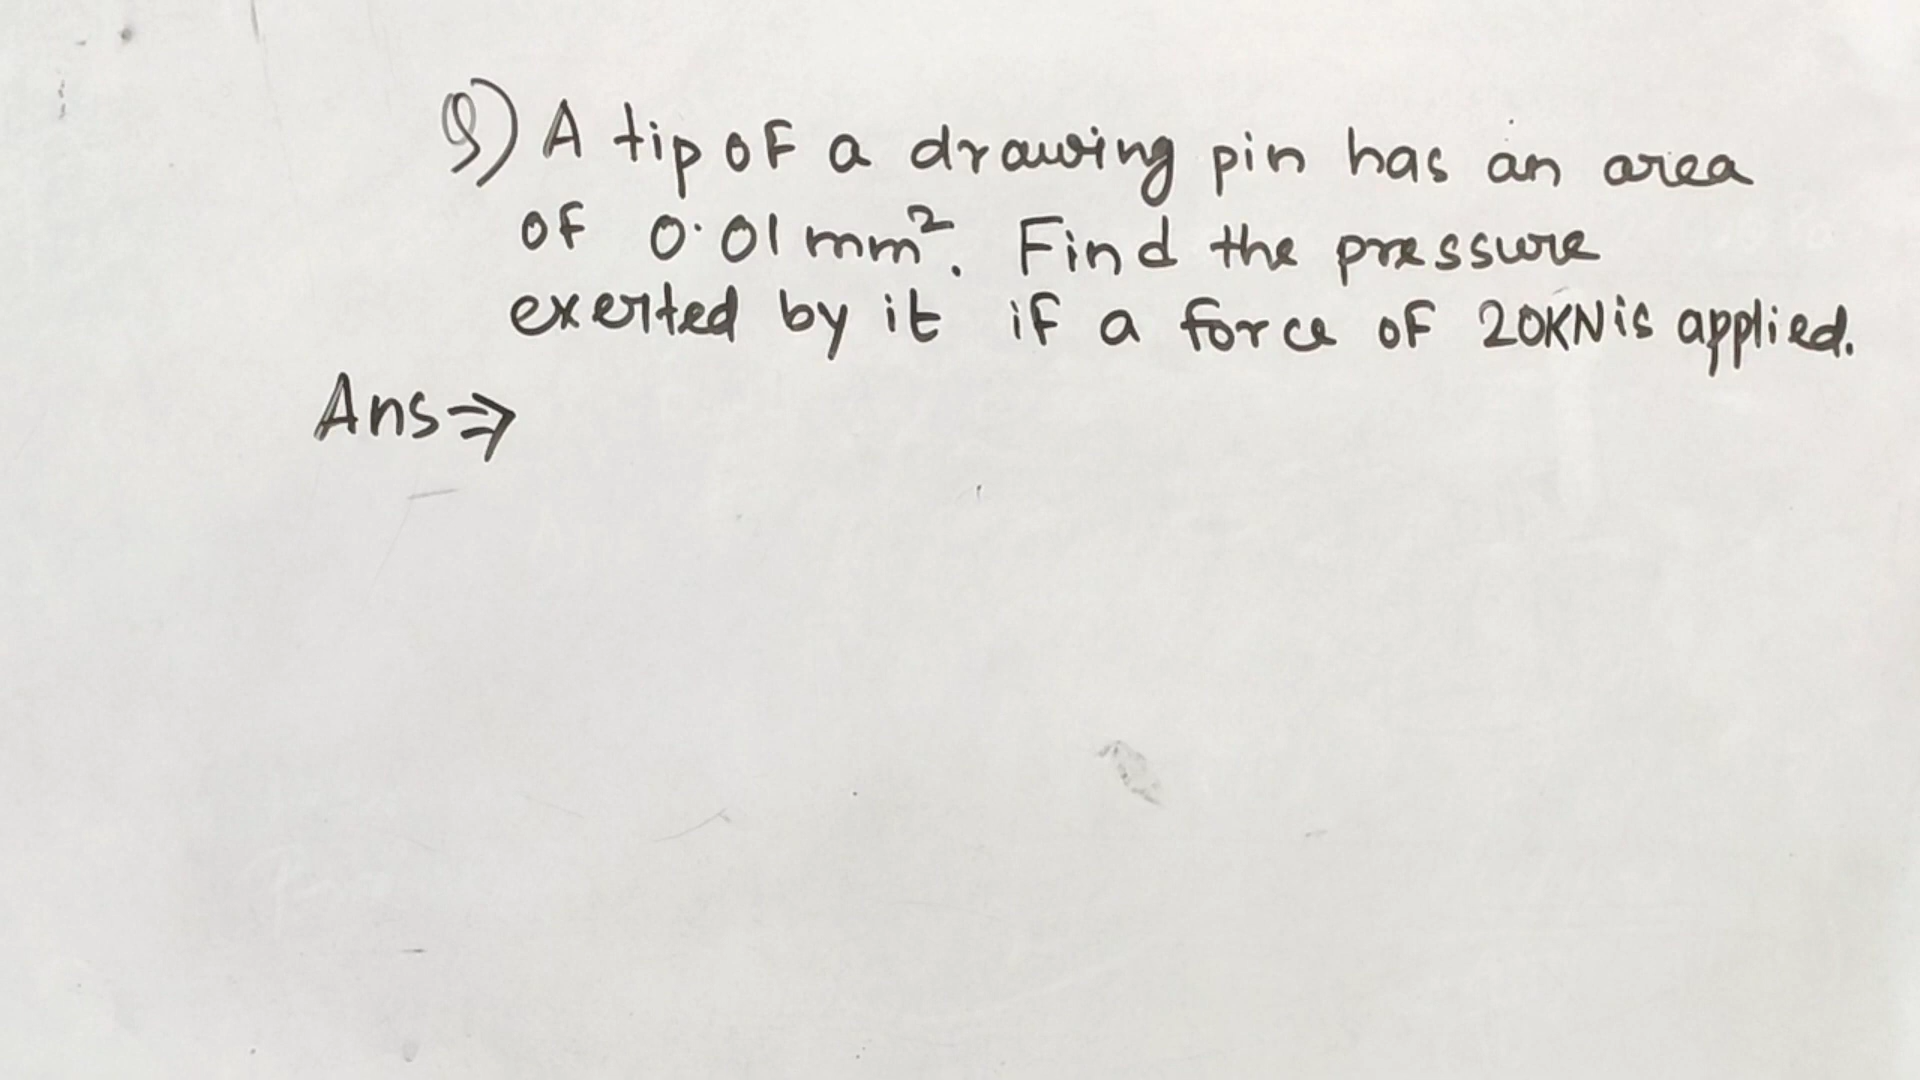 Q) A tip of a drawing pin has an area
of 0.01 mm². Find the pressure
exerted by it if a force of 20KN is applied.
Ans ⇒